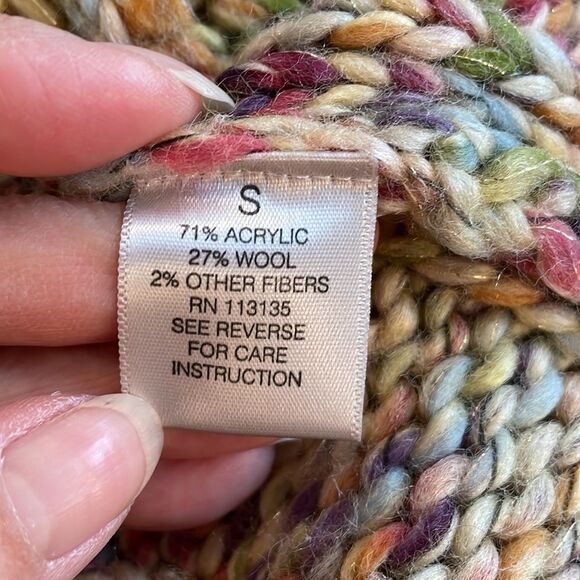 S
71% ACRYLIC
27% WOOL
2% OTHER FIBERS
RN 113135
SEE REVERSE
FOR CARE
INSTRUCTION